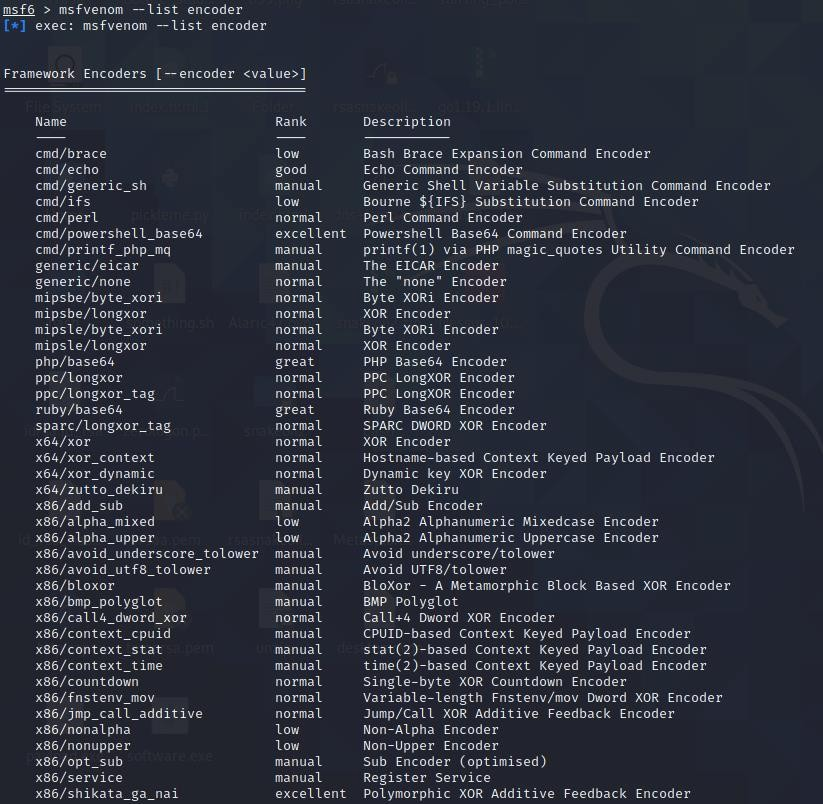 msf6 > msfvenom --list encoder
[*] exec: msfvenom --list encoder
Framework Encoders [--encoder <value>]
Name Rank Description
cmd/brace low Bash Brace Expansion Command Encoder
cmd/echo good Echo Command Encoder
cmd/generic_sh manual Generic Shell Variable Substitution Command Encoder
cmd/ifs low Bourne ${IFS} Substitution Command Encoder
cmd/perl normal Perl Command Encoder
cmd/powershell_base64 excellent Powershell Base64 Command Encoder
cmd/printf_php_mq manual printf(1) via PHP magic_quotes Utility Command Encoder
generic/eicar manual The EICAR Encoder
generic/none normal The "none" Encoder
mipsbe/byte_xori normal Byte XORi Encoder
mipsbe/longxor normal XOR Encoder
mipsle/byte_xori normal Byte XORi Encoder
mipsle/longxor normal XOR Encoder
php/base64 great PHP Base64 Encoder
ppc/longxor normal PPC LongXOR Encoder
ppc/longxor_tag normal PPC LongXOR Encoder
ruby/base64 great Ruby Base64 Encoder
sparc/longxor_tag normal SPARC DWORD XOR Encoder
x64/xor normal XOR Encoder
x64/xor_context normal Hostname-based Context Keyed Payload Encoder
x64/xor_dynamic normal Dynamic key XOR Encoder
x64/zutto_dekiru manual Zutto Dekiru
x86/add_sub manual Add/Sub Encoder
x86/alpha_mixed low Alpha2 Alphanumeric Mixedcase Encoder
x86/alpha_upper low Alpha2 Alphanumeric Uppercase Encoder
x86/avoid_underscore_tolower manual Avoid underscore/tolower
x86/avoid_utf8_tolower manual Avoid UTF8/tolower
x86/bloxor manual BloXor - A Metamorphic Block Based XOR Encoder
x86/bmp_polyglot manual BMP Polyglot
x86/call4_dword_xor normal Call+4 Dword XOR Encoder
x86/context_cpuid manual CPUID-based Context Keyed Payload Encoder
x86/context_stat manual stat(2)-based Context Keyed Payload Encoder
x86/context_time manual time(2)-based Context Keyed Payload Encoder
x86/countdown normal Single-byte XOR Countdown Encoder
x86/fnstenv_mov normal Variable-length Fnstenv/mov Dword XOR Encoder
x86/jmp_call_additive normal Jump/Call XOR Additive Feedback Encoder
x86/nonalpha low Non-Alpha Encoder
x86/nonupper low Non-Upper Encoder
x86/opt_sub manual Sub Encoder (optimised)
x86/service manual Register Service
x86/shikata_ga_nai excellent Polymorphic XOR Additive Feedback Encoder